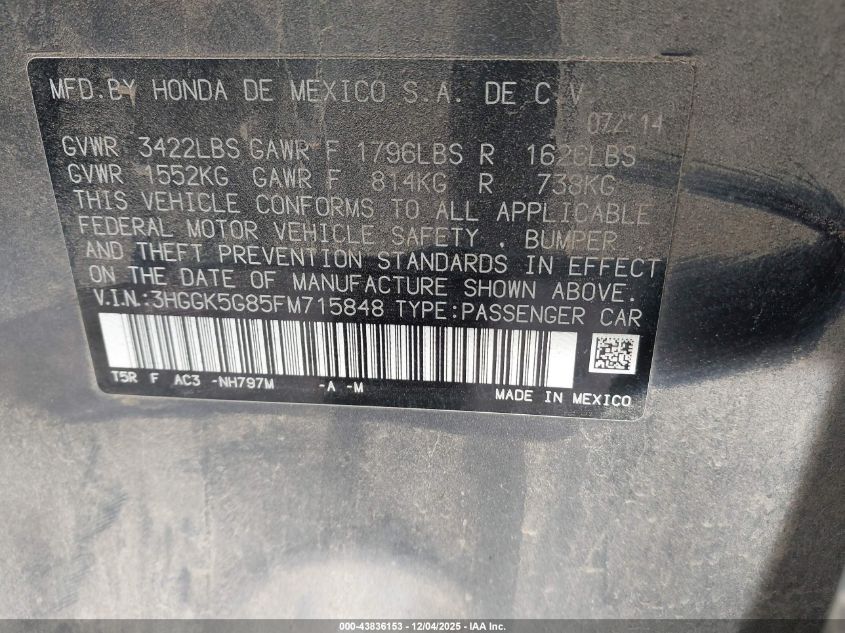 MFD.BY HONDA DE MEXICO S.A. DE C.V.
07/14
GVWR 3422LBS GAWR F 1796LBS R 1626LBS
GVWR 1552KG GAWR F 814KG R 738KG
THIS VEHICLE CONFORMS TO ALL APPLICABLE
FEDERAL MOTOR VEHICLE SAFETY , BUMPER ,
AND THEFT PREVENTION STANDARDS IN EFFECT
ON THE DATE OF MANUFACTURE SHOWN ABOVE.
V.I.N.:3HGGK5G85FM715848 TYPE:PASSENGER CAR
T5R F AC3 -NH797M -A -M
MADE IN MEXICO
000-43836153 - 12/04/2025 - IAA Inc.